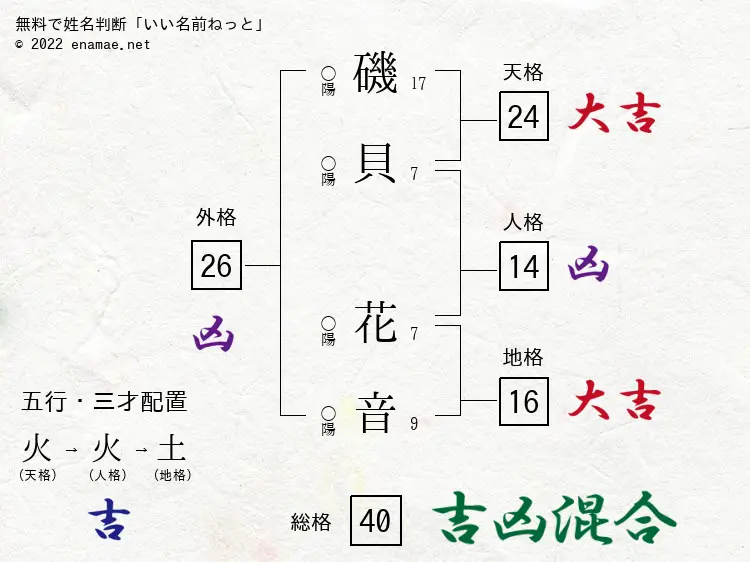 無料で姓名判断「いい名前ねっと」
© 2022 enamae.net
天格
24 大吉
○陽 磯 17
○陽 貝 7
外格
26
凶
人格
14 凶
○陽 花 7
地格
16 大吉
○陽 音 9
五行・三才配置
火→火→土
(天格) (人格) (地格)
吉
総格 40 吉凶混合